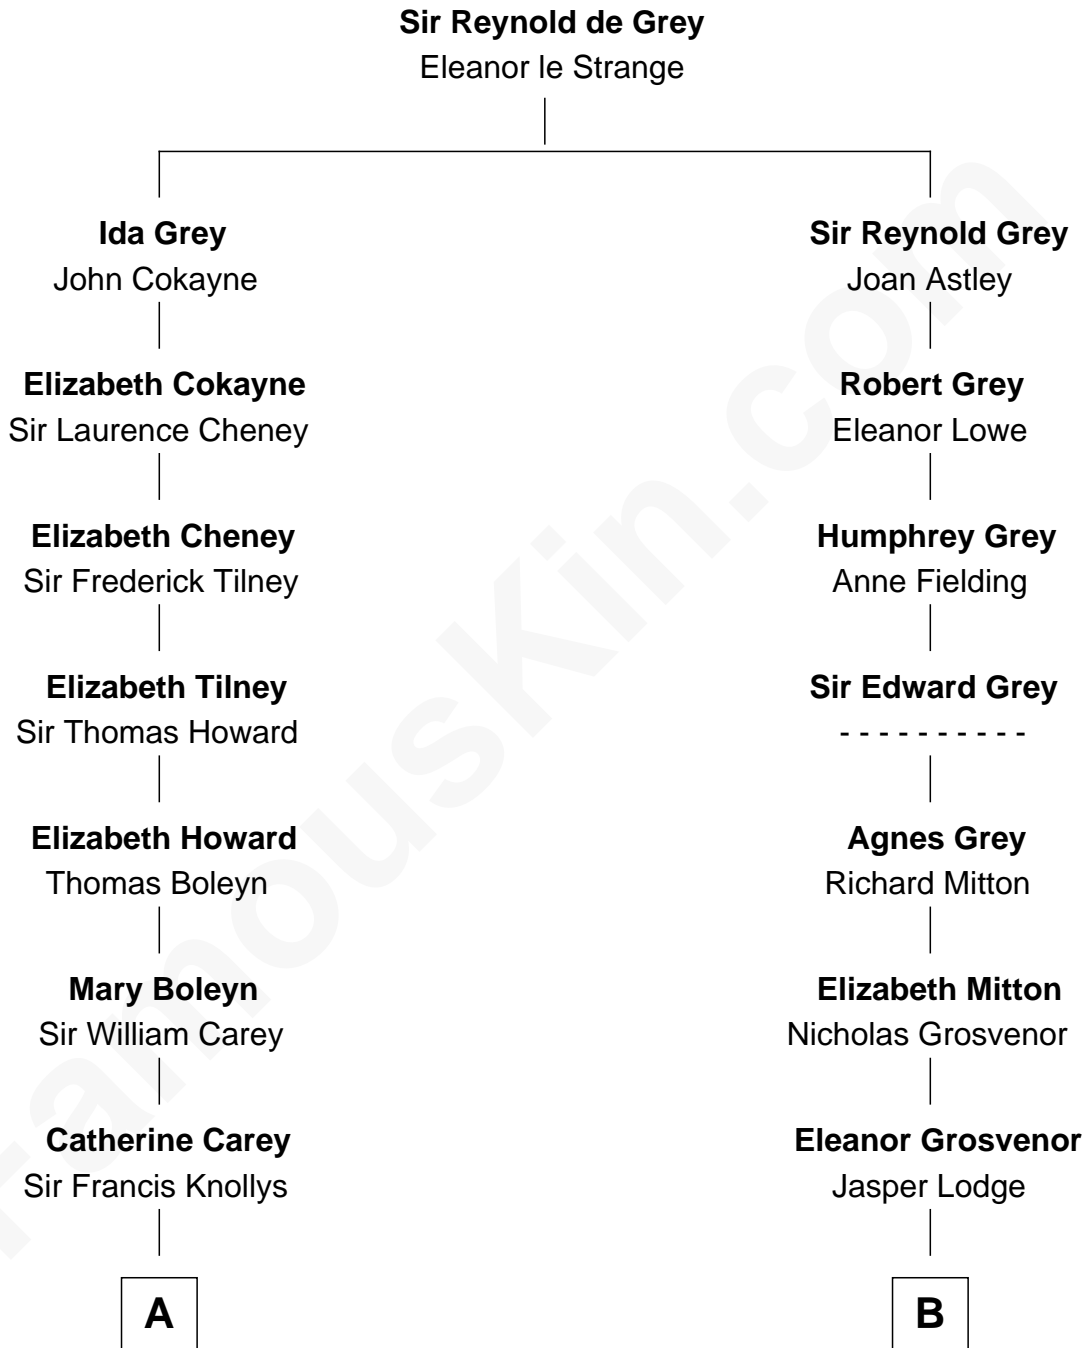 Sir Reynold de Grey
Eleanor le Strange
Ida Grey
John Cokayne
Sir Reynold Grey
Joan Astley
Elizabeth Cokayne
Sir Laurence Cheney
Robert Grey
Eleanor Lowe
Elizabeth Cheney
Sir Frederick Tilney
Humphrey Grey
Anne Fielding
Elizabeth Tilney
Sir Thomas Howard
Sir Edward Grey
- - - - - - - - - -
Elizabeth Howard
Thomas Boleyn
Agnes Grey
Richard Mitton
Mary Boleyn
Sir William Carey
Elizabeth Mitton
Nicholas Grosvenor
Catherine Carey
Sir Francis Knollys
Eleanor Grosvenor
Jasper Lodge
A
B
FamousKin.com